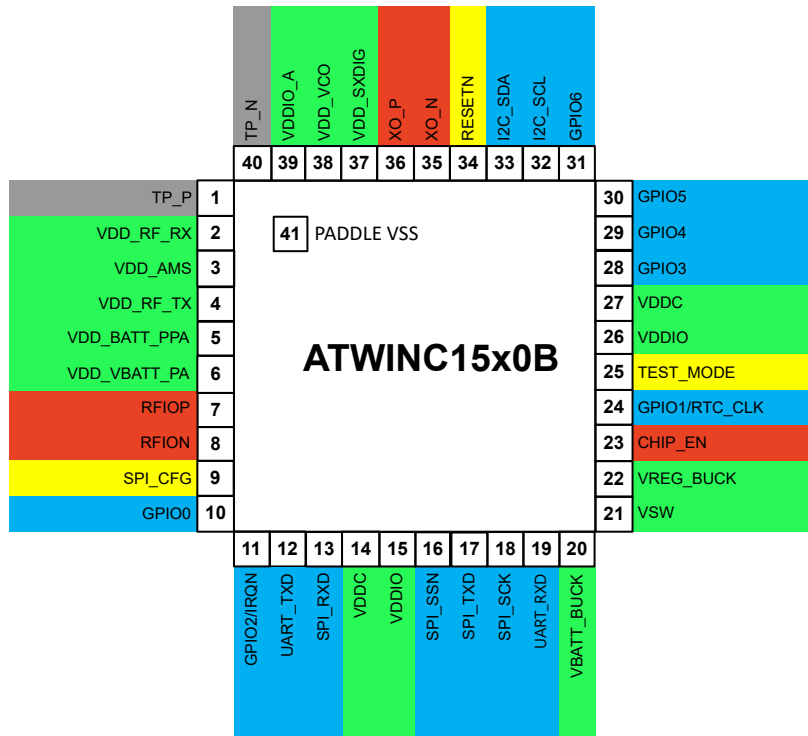 TP_N
VDDIO_A
VDD_VCO
VDD_SXDIG
XO_P
XO_N
RESETN
I2C_SDA
I2C_SCL
GPIO6
40 39 38 37 36 35 34 33 32 31
TP_P 1
VDD_RF_RX 2
VDD_AMS 3
VDD_RF_TX 4
VDD_BATT_PPA 5
VDD_VBATT_PA 6
RFIOP 7
RFION 8
SPI_CFG 9
GPIO0 10
41 PADDLE VSS
ATWINC15x0B
30 GPIO5
29 GPIO4
28 GPIO3
27 VDDC
26 VDDIO
25 TEST_MODE
24 GPIO1/RTC_CLK
23 CHIP_EN
22 VREG_BUCK
21 VSW
11 12 13 14 15 16 17 18 19 20
GPIO2/IRQN
UART_TXD
SPI_RXD
VDDC
VDDIO
SPI_SSN
SPI_TXD
SPI_SCK
UART_RXD
VBATT_BUCK